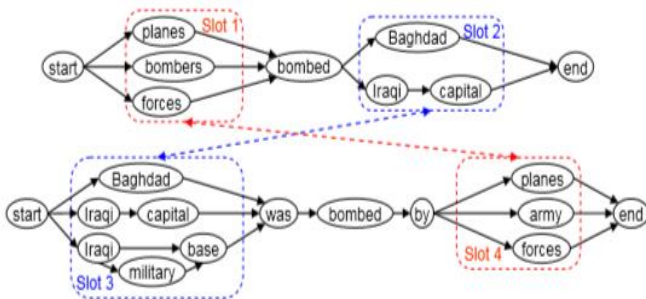 planes Slot 1 Slot 2 Baghdad
start bombers bombed end
forces Iraqi capital
Baghdad planes
start Iraqi capital was bombed by army end
Iraqi base forces
Slot 3 military Slot 4